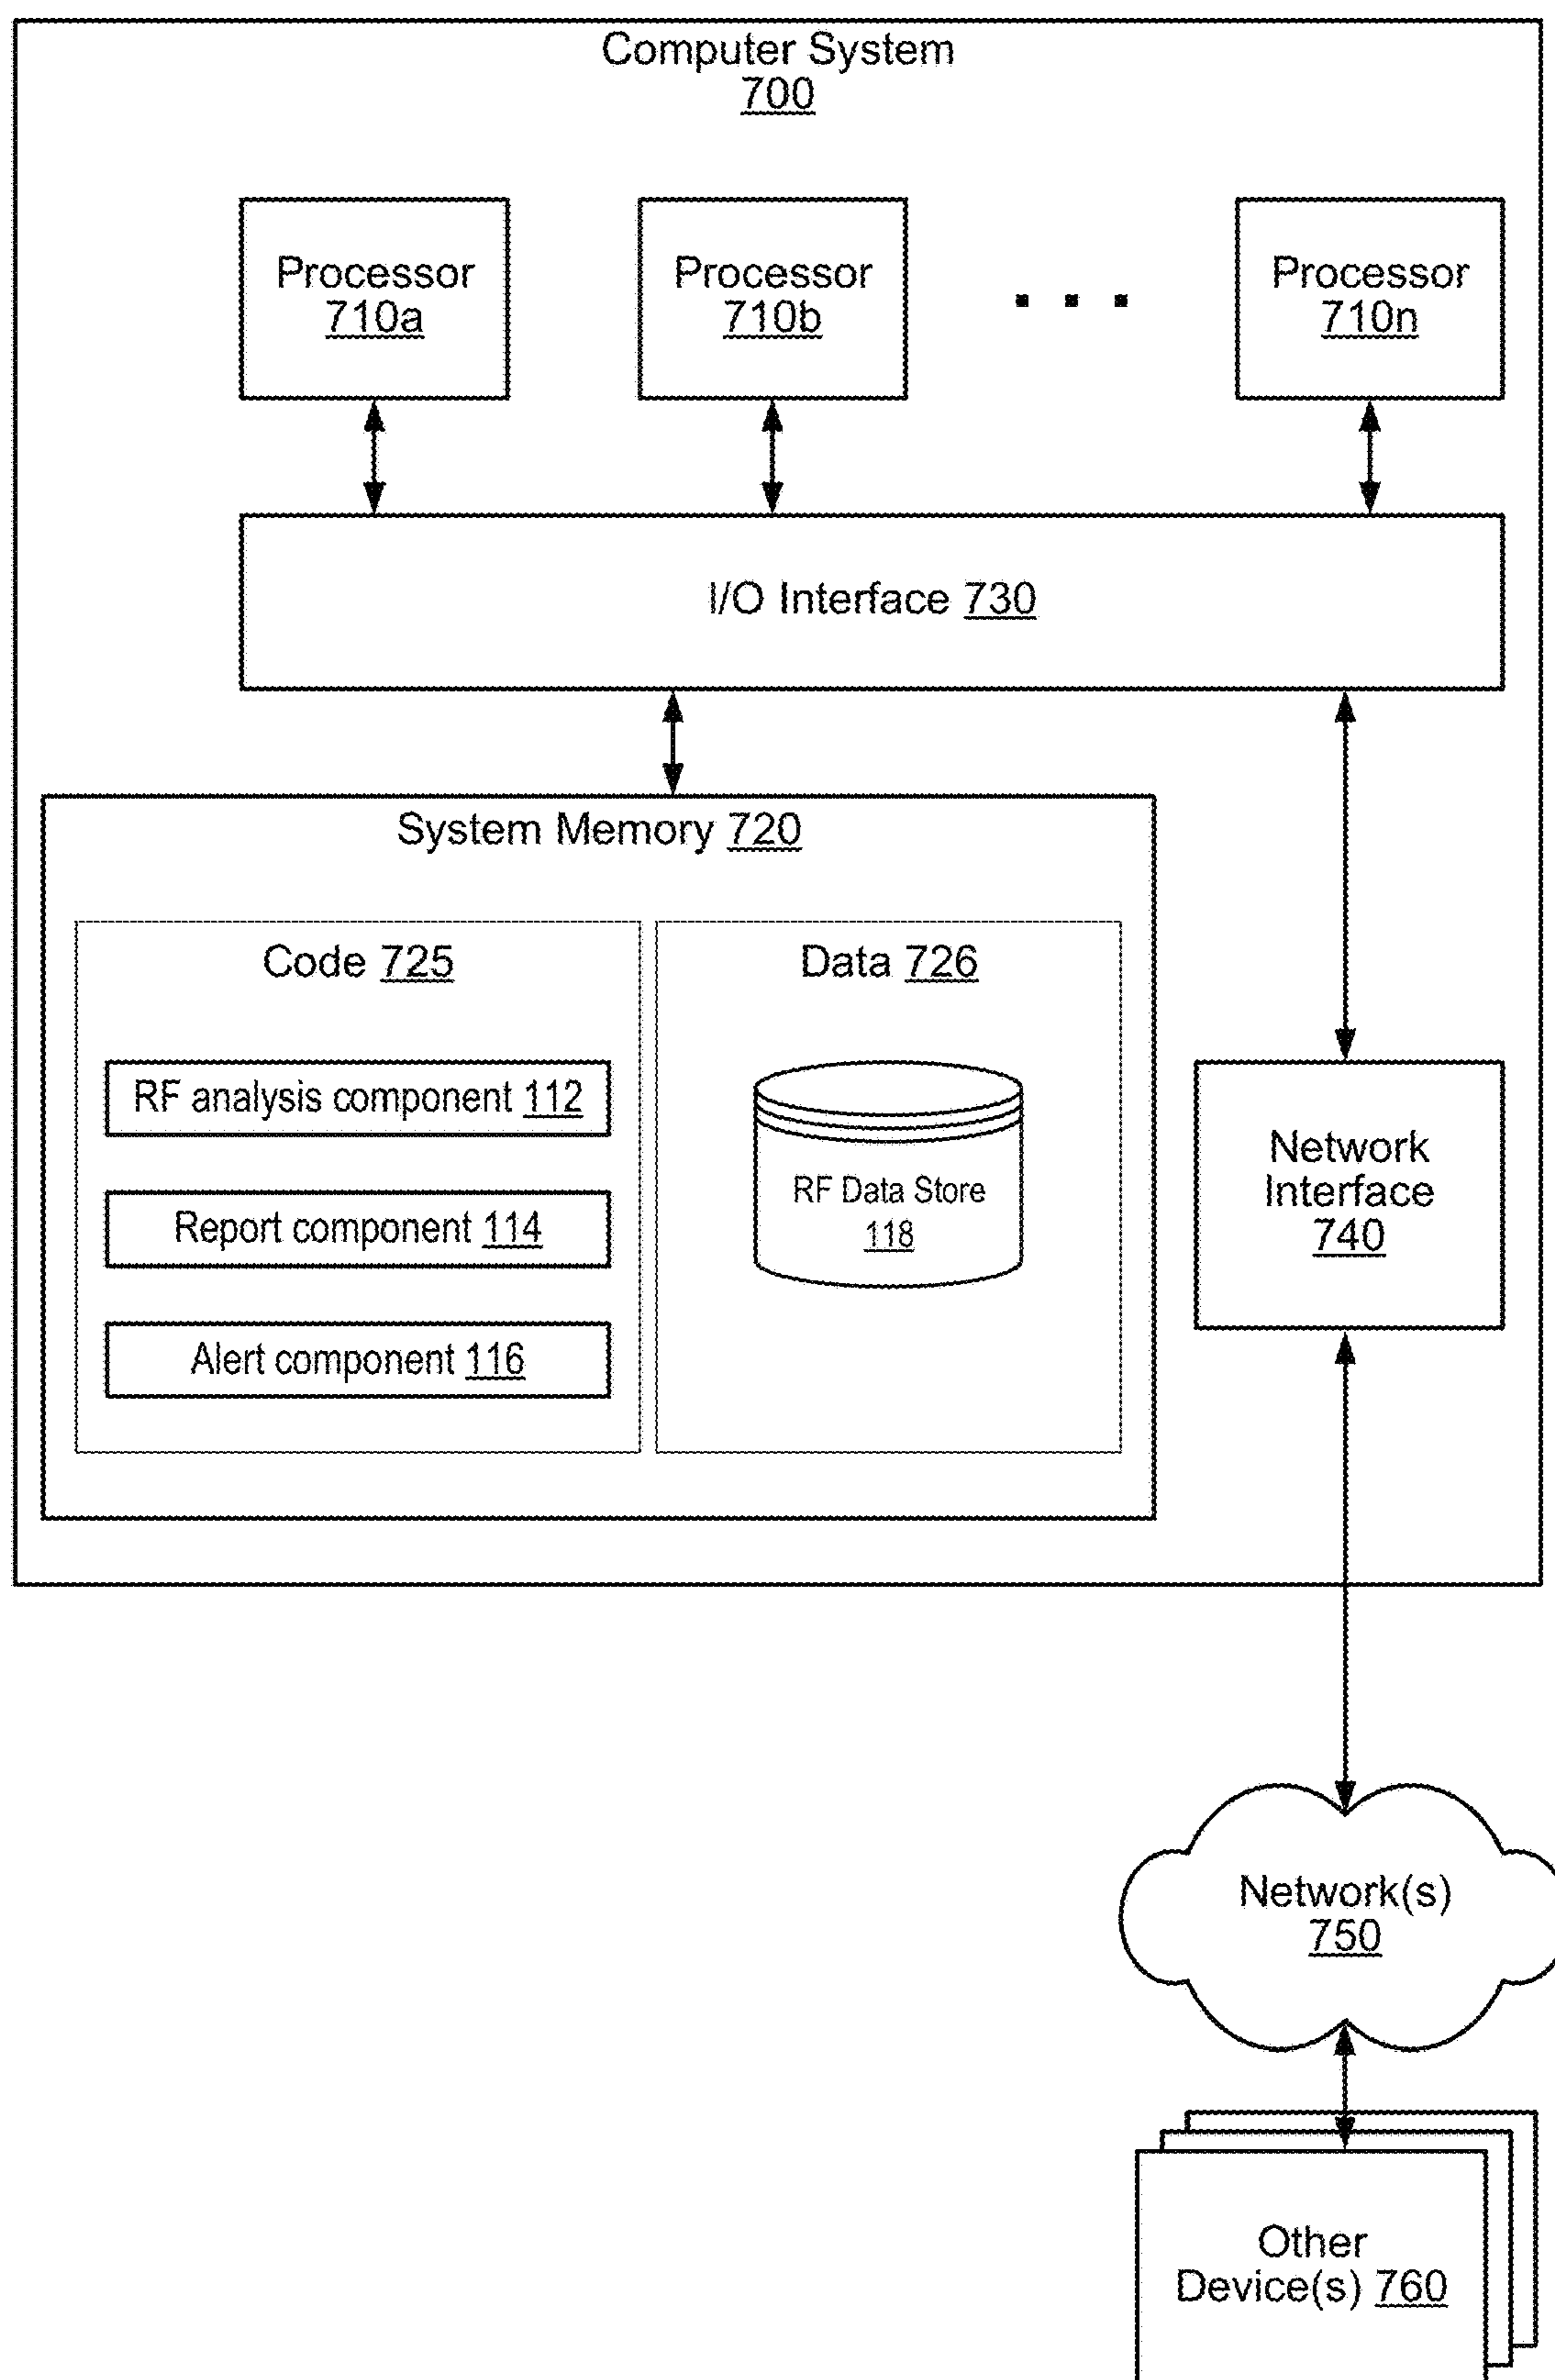 Computer System
700
Processor
710a
Processor
710b
Processor
710n
I/O Interface 730
System Memory 720
Code 725
RF analysis component 112
Report component 114
Alert component 116
Data 726
RF Data Store
118
Network
Interface
740
Network(s)
750
Other
Device(s) 760